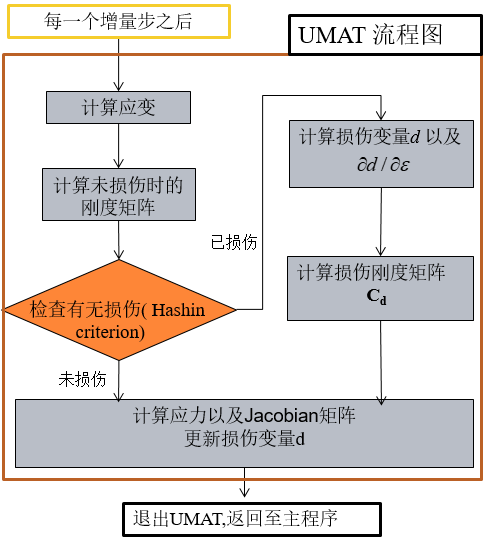 每一个增量步之后
UMAT 流程图
计算应变
计算未损伤时的
刚度矩阵
检查有无损伤( Hashin
criterion)
已损伤
未损伤
计算损伤变量d 以及
∂d / ∂ε
计算损伤刚度矩阵
Cd
计算应力以及Jacobian矩阵
更新损伤变量d
退出UMAT,返回至主程序